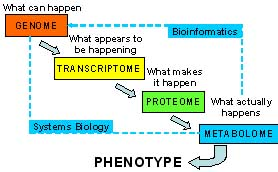 What can happen
GENOME
Bioinformatics
What appears to
be happening
TRANSCRIPTOME
What makes
it happen
PROTEOME
What actually
happens
Systems Biology
METABOLOME
PHENOTYPE